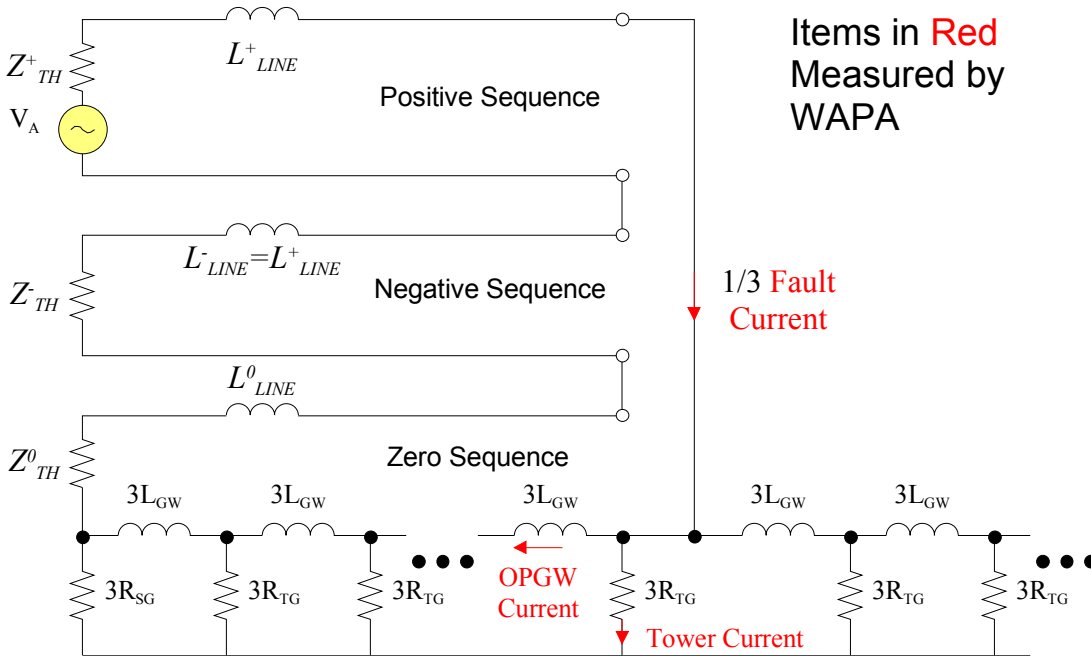 L⁺LINE
Items in Red
Measured by
WAPA
Z⁺TH
Positive Sequence
VA
L⁻LINE=L⁺LINE
Z⁻TH
Negative Sequence
1/3 Fault
Current
L⁰LINE
Z⁰TH
Zero Sequence
3LGW
3LGW
3LGW
3LGW
3LGW
OPGW
Current
3RSG
3RTG
3RTG
3RTG
3RTG
3RTG
Tower Current